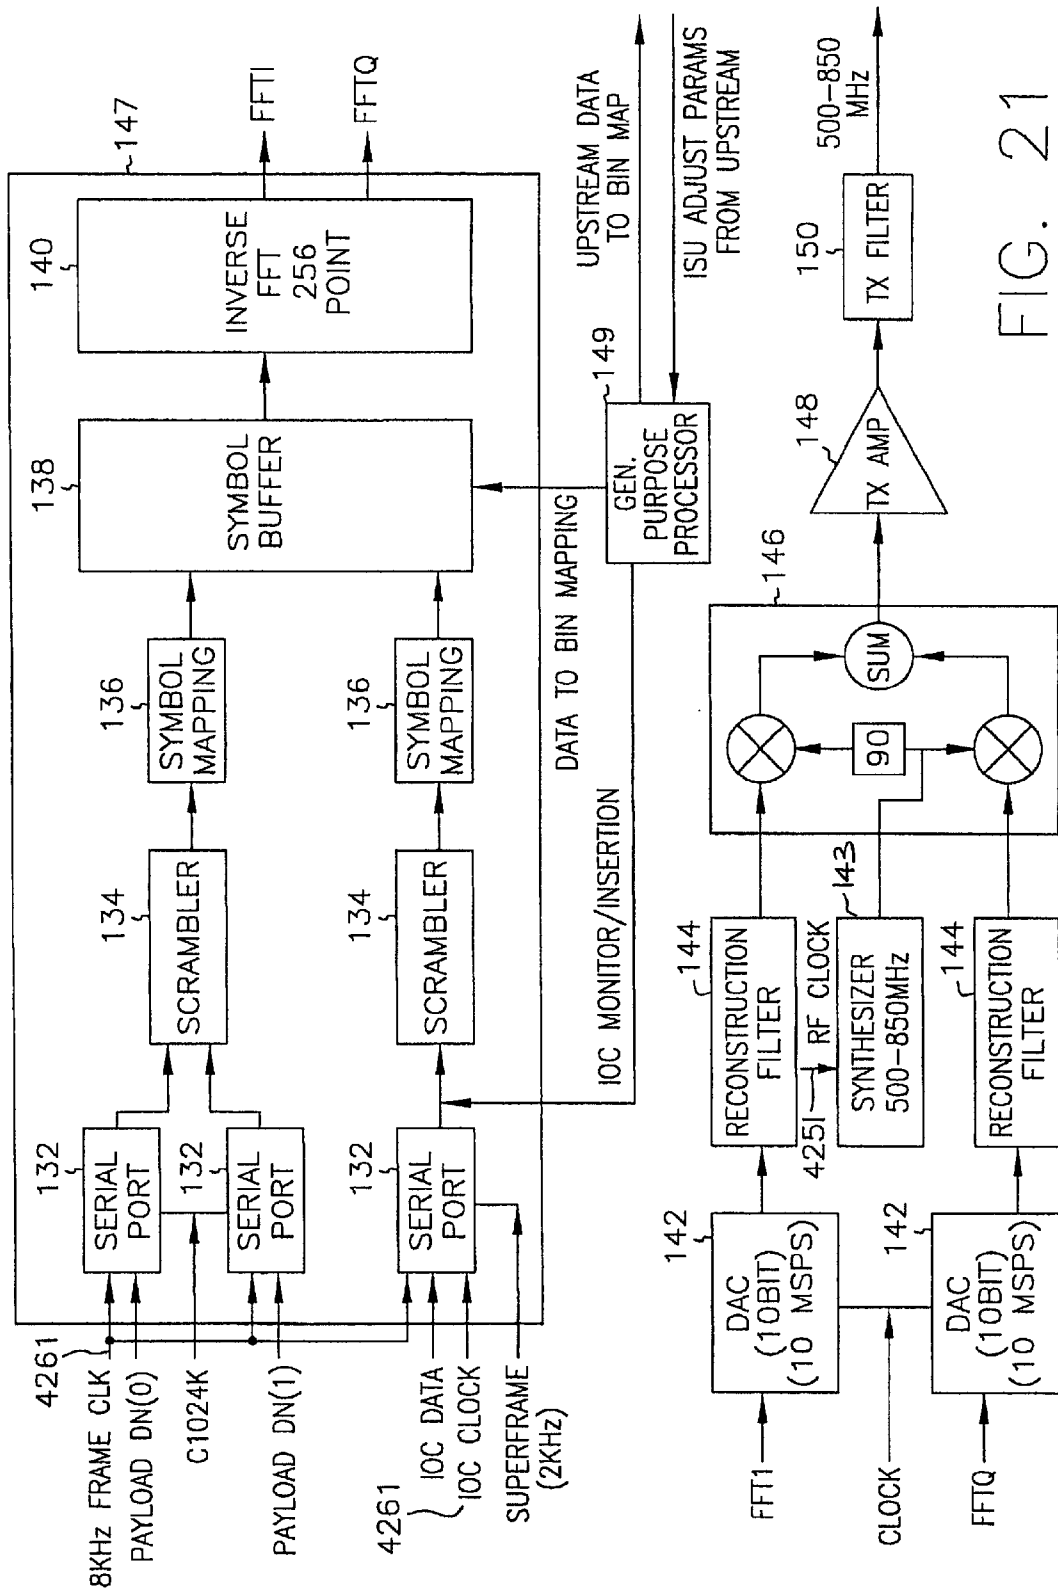 147
140
INVERSE
FFT
256
POINT
FFTI
FFTQ
138
SYMBOL
BUFFER
136
SYMBOL
MAPPING
136
SYMBOL
MAPPING
134
SCRAMBLER
134
SCRAMBLER
132
SERIAL
PORT
132
SERIAL
PORT
132
SERIAL
PORT
4261
8KHz FRAME CLK
PAYLOAD DN(0)
C1024K
PAYLOAD DN(1)
IOC DATA
IOC CLOCK
4261
SUPERFRAME
(2KHz)
DATA TO BIN MAPPING
IOC MONITOR/INSERTION
149
GEN.
PURPOSE
PROCESSOR
UPSTREAM DATA
TO BIN MAP
ISU ADJUST PARAMS
FROM UPSTREAM
FFT1
CLOCK
FFTQ
142
DAC
(10BIT)
(10 MSPS)
142
DAC
(10BIT)
(10 MSPS)
144
RECONSTRUCTION
FILTER
4251
RF CLOCK
143
SYNTHESIZER
500-850MHz
144
RECONSTRUCTION
FILTER
146
90
SUM
148
TX AMP
150
TX FILTER
500-850
MHz
FIG. 21